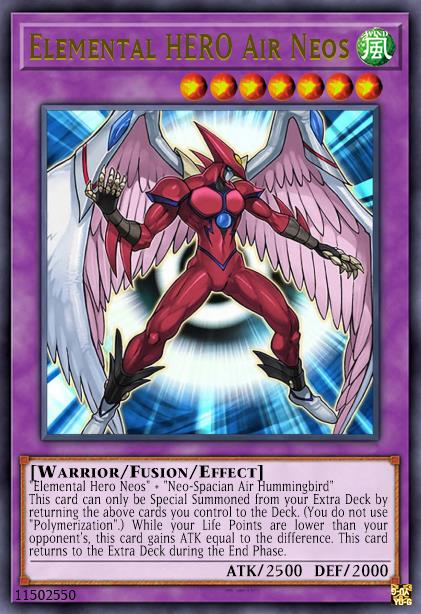 Elemental HERO Air Neos
WIND
風
[Warrior/Fusion/Effect]
"Elemental Hero Neos" + "Neo-Spacian Air Hummingbird"
This card can only be Special Summoned from your Extra Deck by
returning the above cards you control to the Deck. (You do not use
"Polymerization".) While your Life Points are lower than your
opponent's, this card gains ATK equal to the difference. This card
returns to the Extra Deck during the End Phase.
ATK/2500 DEF/2000
11502550